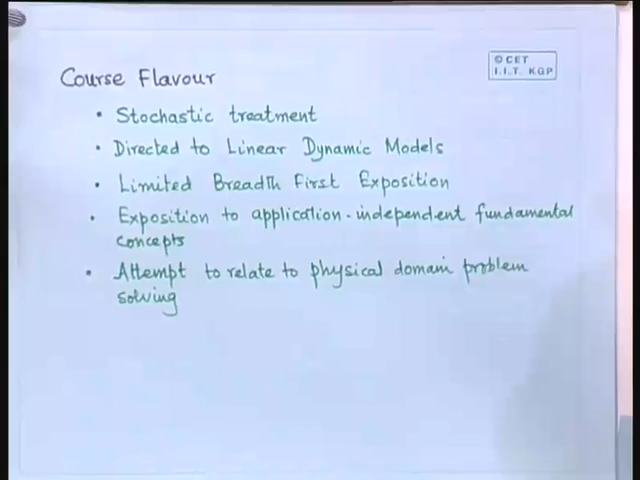 Course Flavour
© CET
I.I.T. KGP
• Stochastic treatment
• Directed to Linear Dynamic Models
• Limited Breadth First Exposition
• Exposition to application-independent fundamental
concepts
• Attempt to relate to physical domain problem
solving